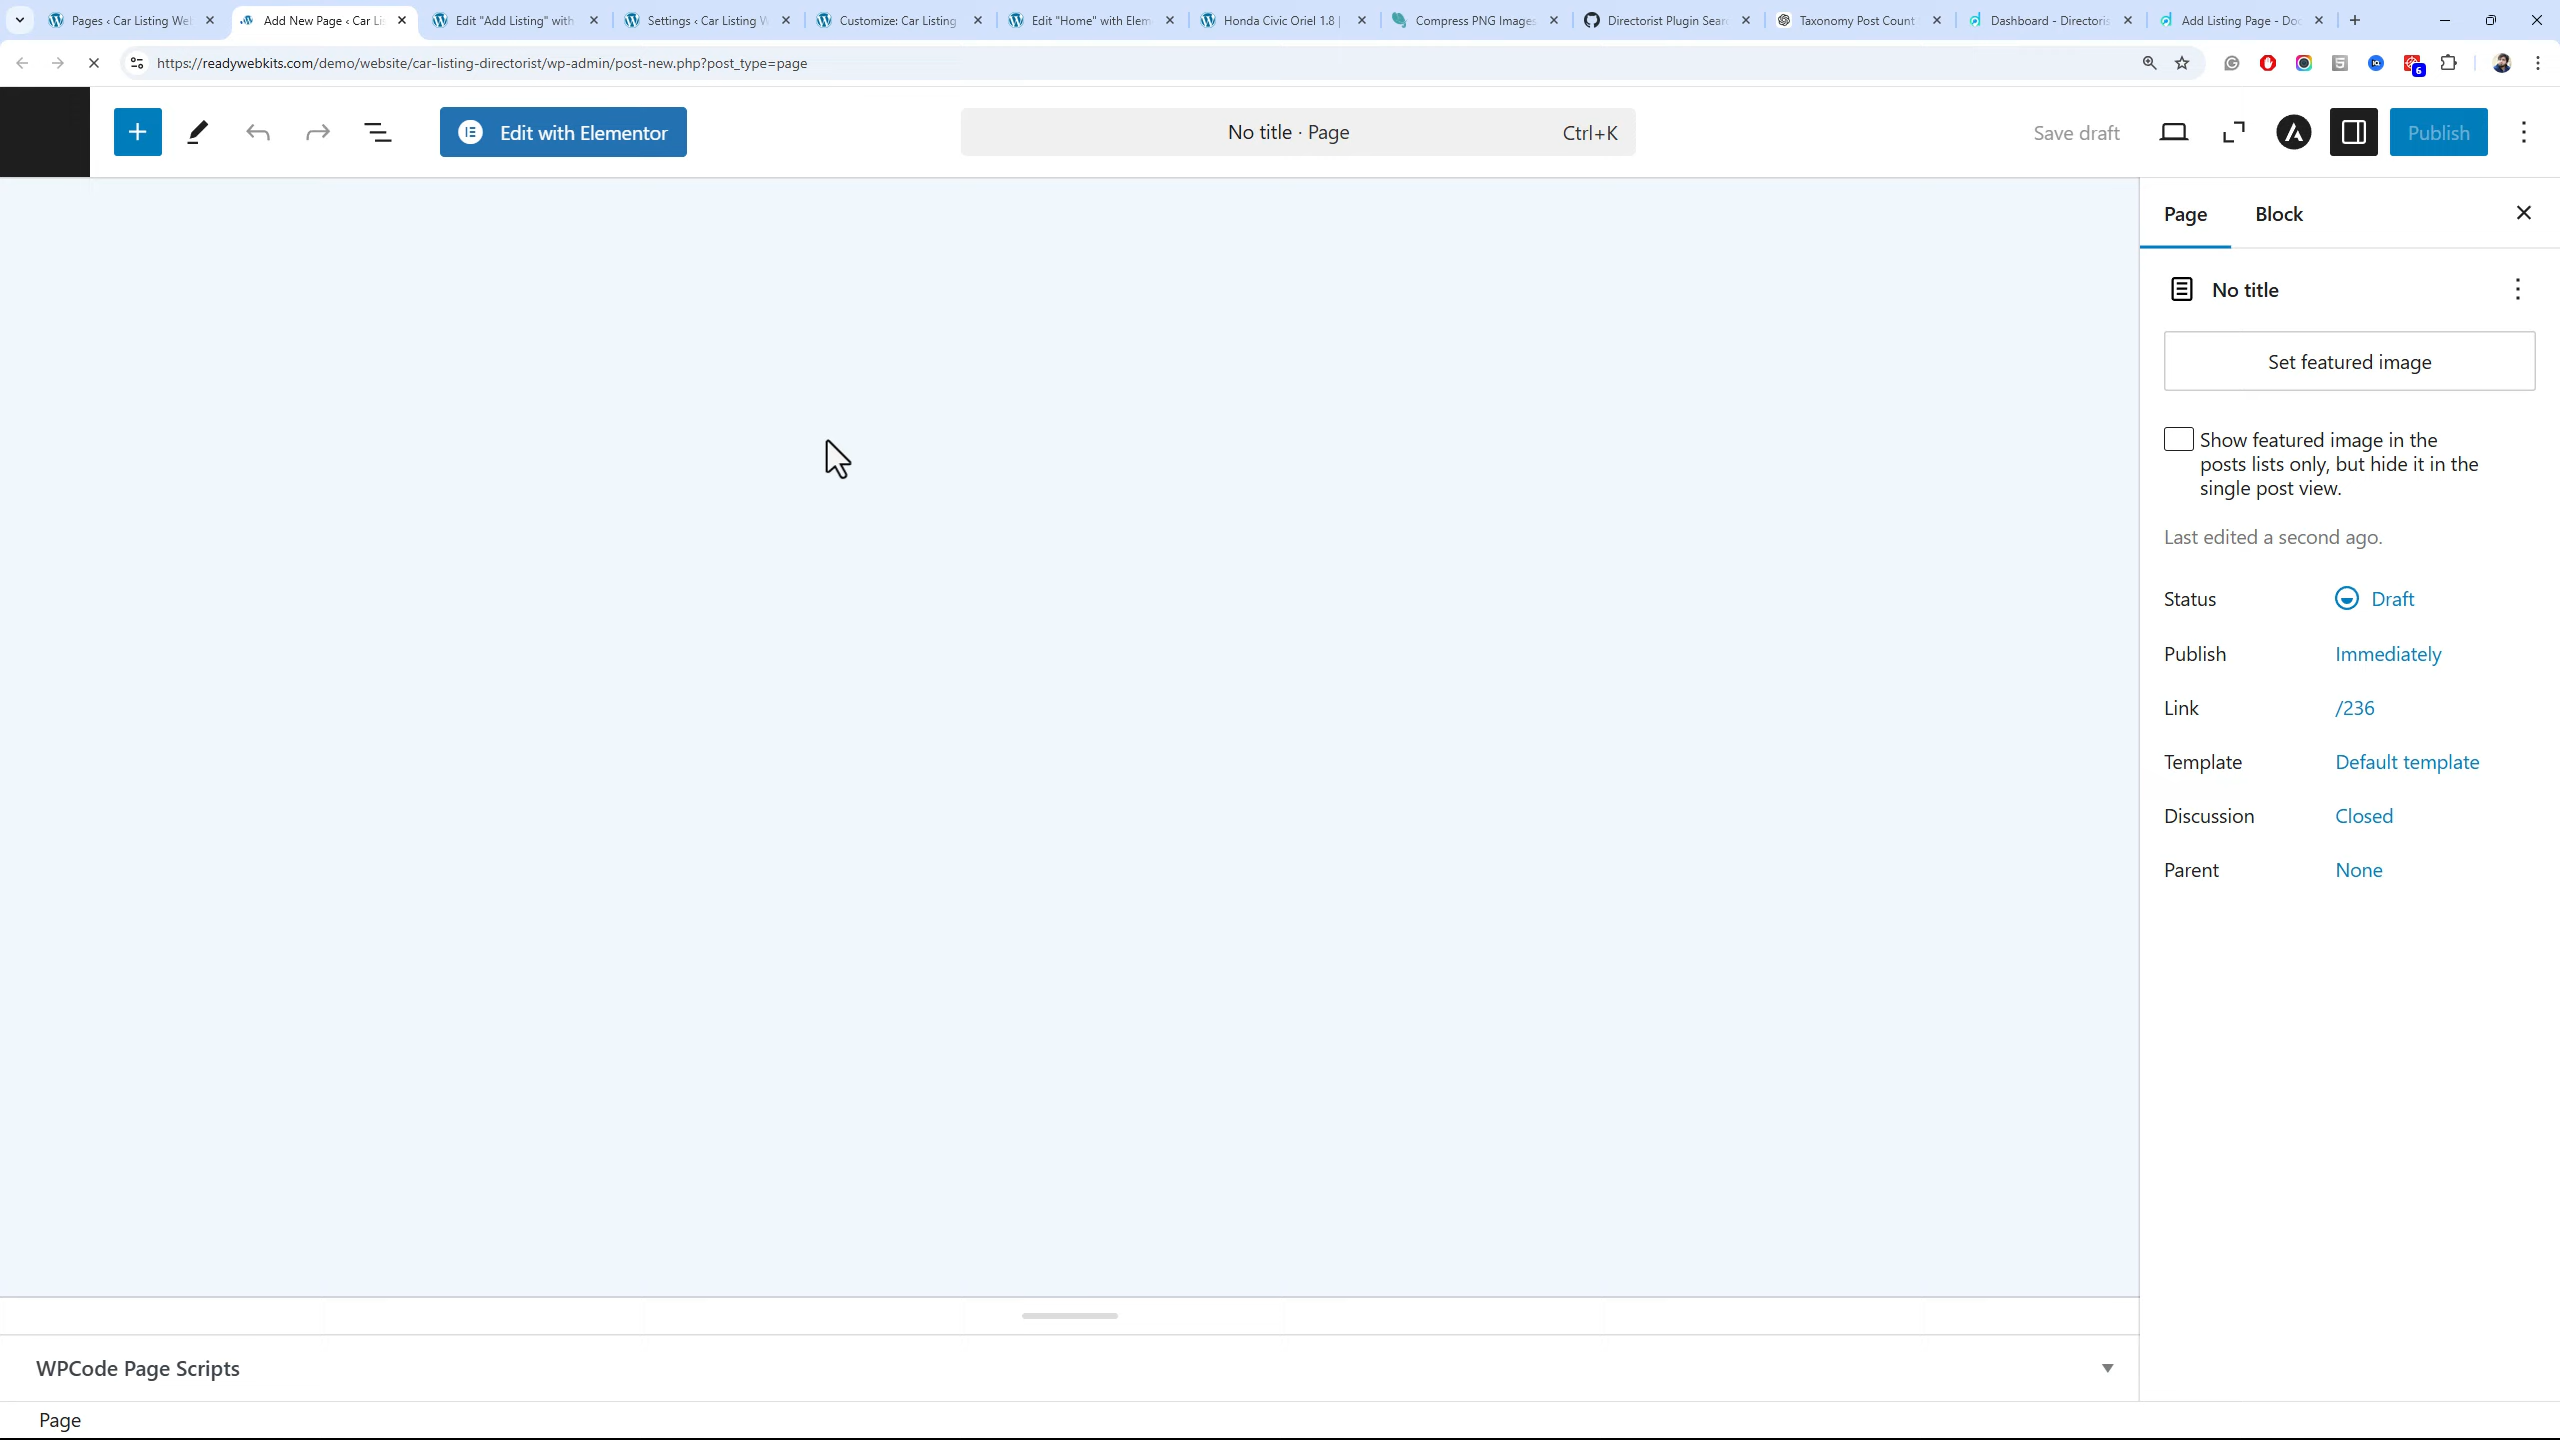 Pages ‹ Car Listing We
Add New Page ‹ Car Li
Edit "Add Listing" with
Settings ‹ Car Listing W
Customize: Car Listing
Edit "Home" with Elem
Honda Civic Oriel 1.8 |
Compress PNG Images
Directorist Plugin Sear
Taxonomy Post Count
Dashboard - Directoris
Add Listing Page - Doc
https://readywebkits.com/demo/website/car-listing-directorist/wp-admin/post-new.php?post_type=page
6
Edit with Elementor
No title · Page
Ctrl+K
Save draft
Publish
Page
Block
No title
Set featured image
Show featured image in the
posts lists only, but hide it in the
single post view.
Last edited a second ago.
Status
Draft
Publish
Immediately
Link
/236
Template
Default template
Discussion
Closed
Parent
None
WPCode Page Scripts
Page